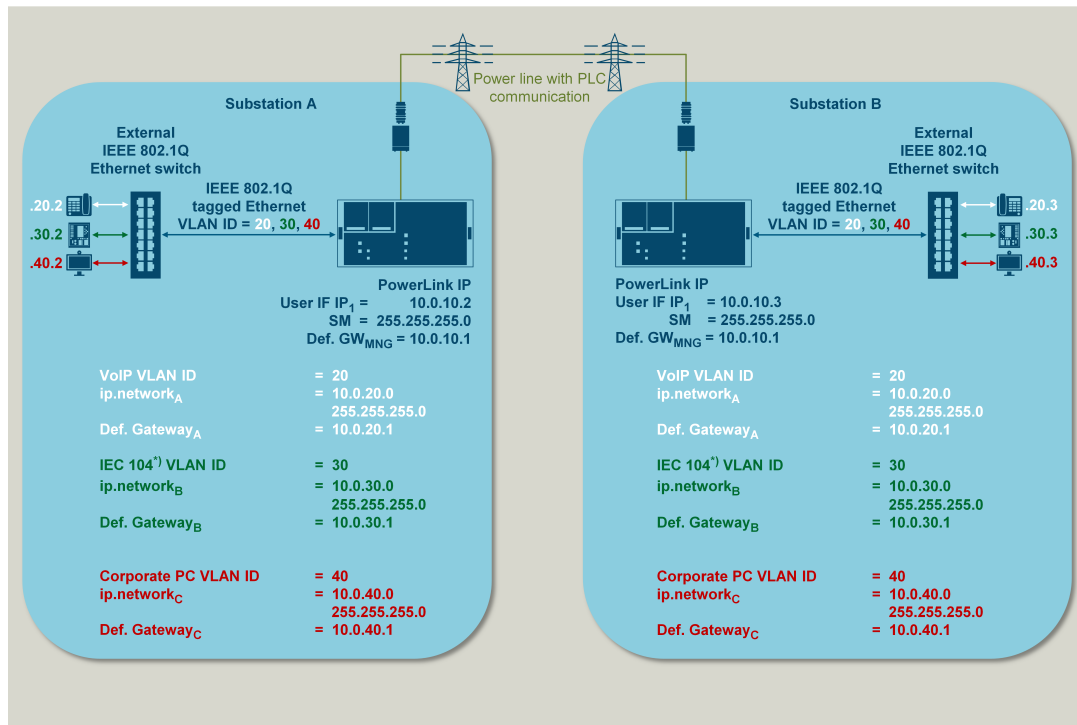 Power line with PLC
communication
Substation A
External
IEEE 802.1Q
Ethernet switch
IEEE 802.1Q
tagged Ethernet
VLAN ID = 20, 30, 40
.20.2
.30.2
.40.2
PowerLink IP
User IF IP1 = 10.0.10.2
SM = 255.255.255.0
Def. GWMNG = 10.0.10.1
VoIP VLAN ID = 20
ip.networkA = 10.0.20.0
255.255.255.0
Def. GatewayA = 10.0.20.1
IEC 104*) VLAN ID = 30
ip.networkB = 10.0.30.0
255.255.255.0
Def. GatewayB = 10.0.30.1
Corporate PC VLAN ID = 40
ip.networkC = 10.0.40.0
255.255.255.0
Def. GatewayC = 10.0.40.1
Substation B
External
IEEE 802.1Q
Ethernet switch
IEEE 802.1Q
tagged Ethernet
VLAN ID = 20, 30, 40
.20.3
.30.3
.40.3
PowerLink IP
User IF IP1 = 10.0.10.3
SM = 255.255.255.0
Def. GWMNG = 10.0.10.1
VoIP VLAN ID = 20
ip.networkA = 10.0.20.0
255.255.255.0
Def. GatewayA = 10.0.20.1
IEC 104*) VLAN ID = 30
ip.networkB = 10.0.30.0
255.255.255.0
Def. GatewayB = 10.0.30.1
Corporate PC VLAN ID = 40
ip.networkC = 10.0.40.0
255.255.255.0
Def. GatewayC = 10.0.40.1